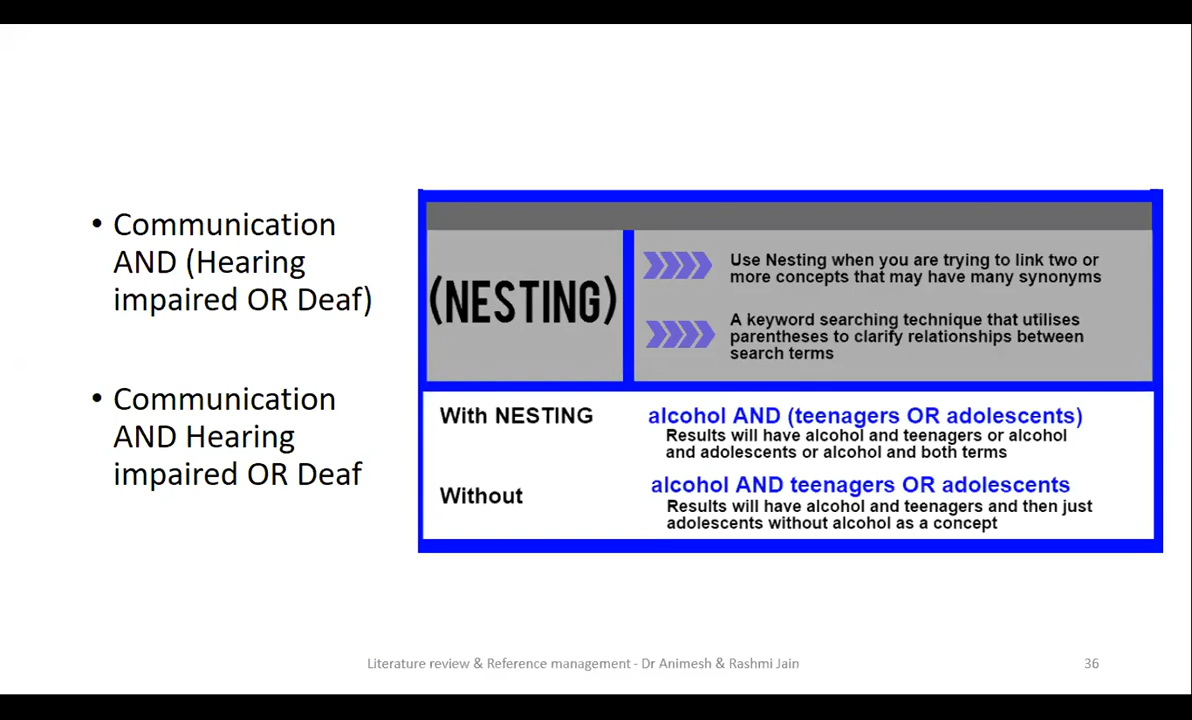 • Communication
AND (Hearing
impaired OR Deaf)
• Communication
AND Hearing
impaired OR Deaf
(NESTING)
Use Nesting when you are trying to link two or
more concepts that may have many synonyms
A keyword searching technique that utilises
parentheses to clarify relationships between
search terms
With NESTING
alcohol AND (teenagers OR adolescents)
Results will have alcohol and teenagers or alcohol
and adolescents or alcohol and both terms
Without
alcohol AND teenagers OR adolescents
Results will have alcohol and teenagers and then just
adolescents without alcohol as a concept
Literature review & Reference management - Dr Animesh & Rashmi Jain
36